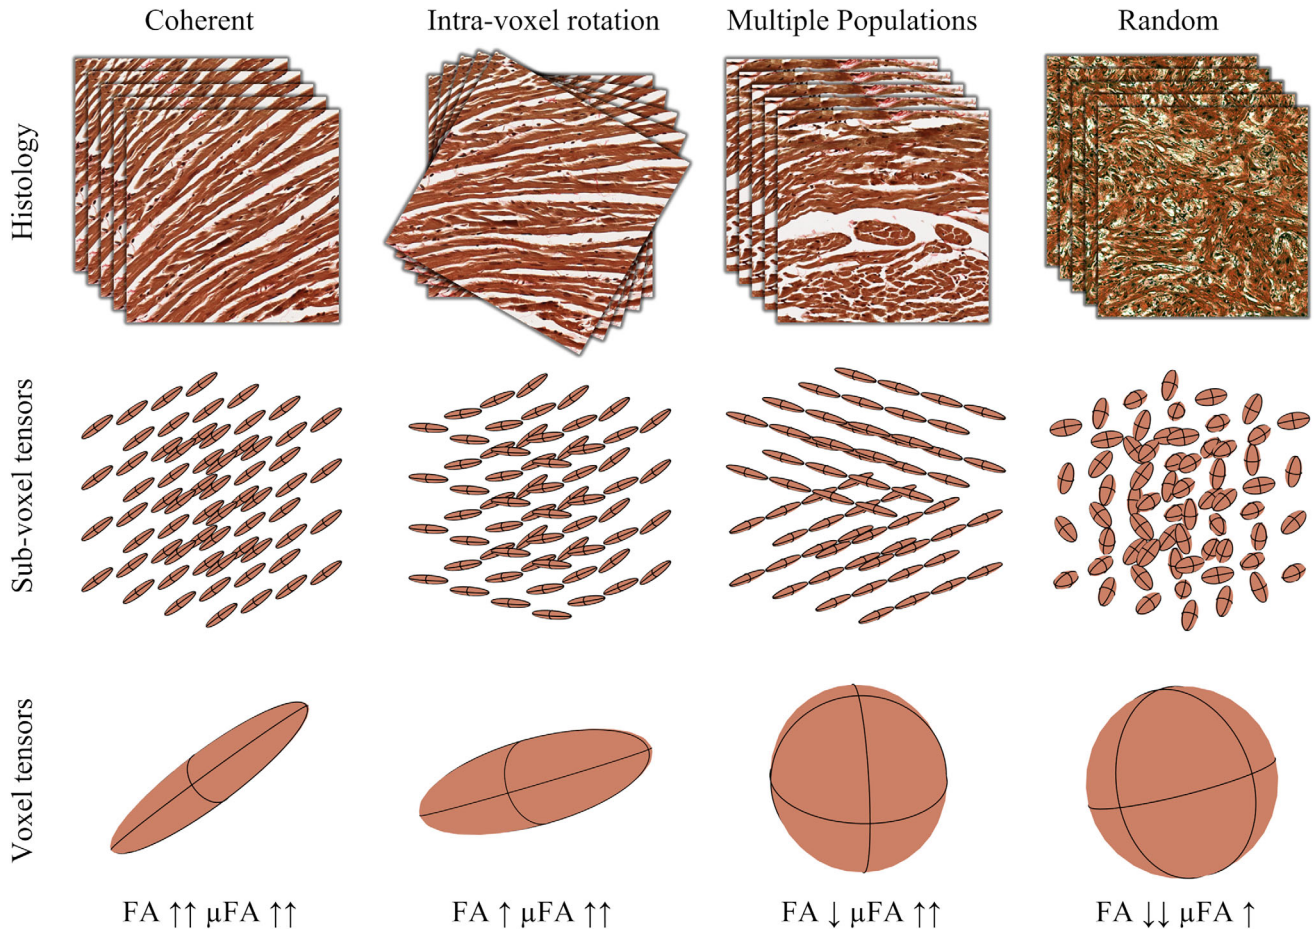 Coherent
Intra-voxel rotation
Multiple Populations
Random
Histology
Sub-voxel tensors
Voxel tensors
FA ↑↑ µFA ↑↑
FA ↑ µFA ↑↑
FA ↓ µFA ↑↑
FA ↓↓ µFA ↑